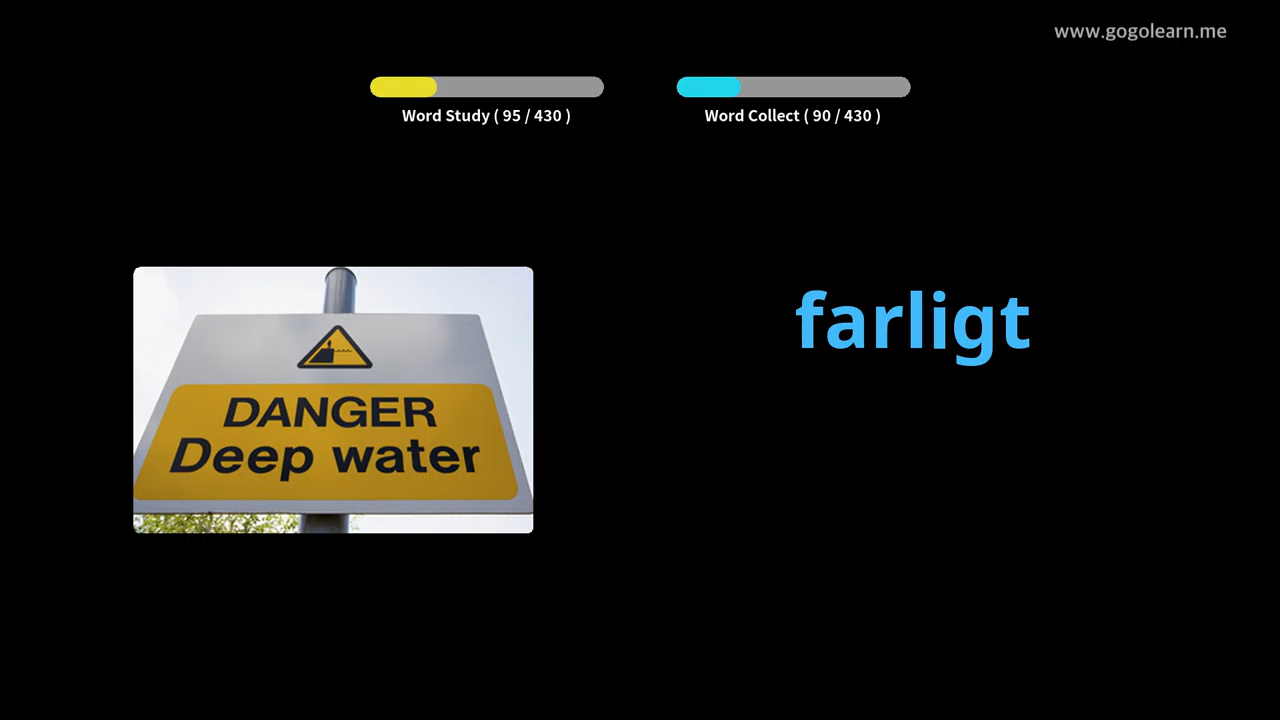 www.gogolearn.me
Word Study ( 95 / 430 )
Word Collect ( 90 / 430 )
DANGER
Deep water
farligt